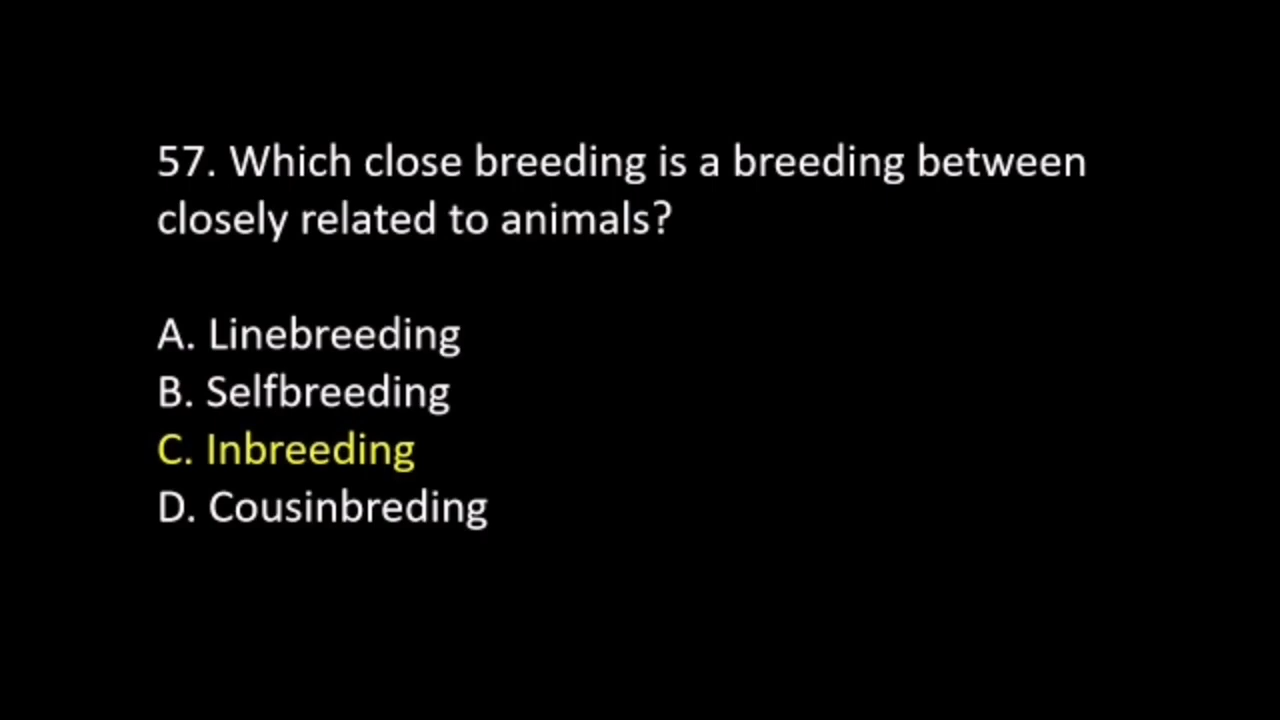 57. Which close breeding is a breeding between
closely related to animals?
A. Linebreeding
B. Selfbreeding
C. Inbreeding
D. Cousinbreding